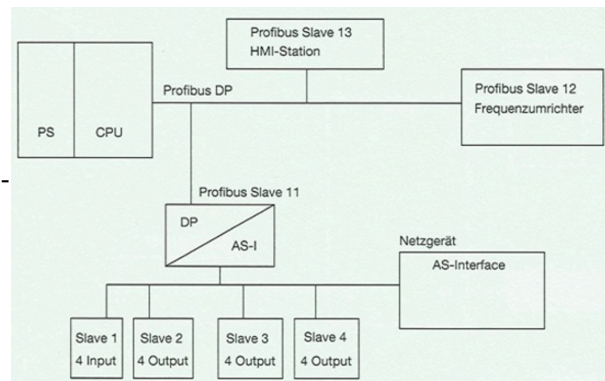 Profibus Slave 13
HMI-Station
Profibus DP
Profibus Slave 12
Frequenzumrichter
PS
CPU
Profibus Slave 11
DP
AS-I
Netzgerät
AS-Interface
Slave 1
4 Input
Slave 2
4 Output
Slave 3
4 Output
Slave 4
4 Output